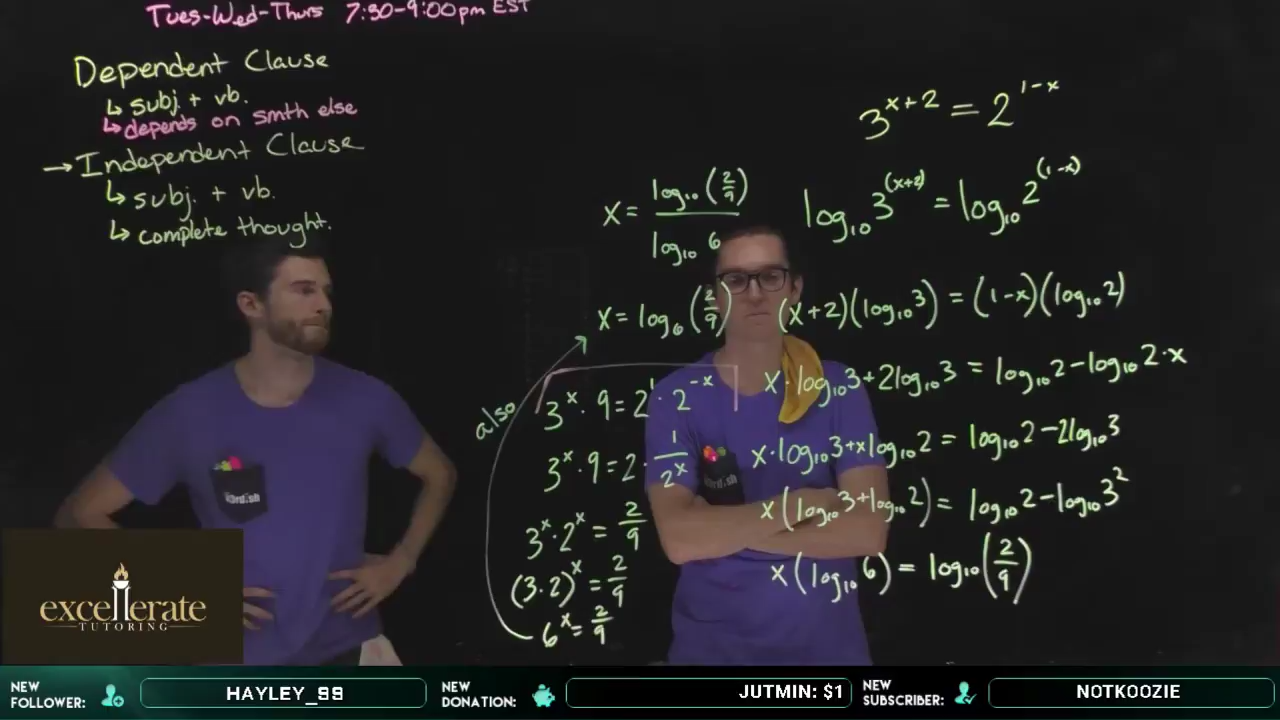 Tues-Wed-Thurs 7:30-9:00pm EST
Dependent Clause
↳ subj. + vb.
↳ depends on smth else
→ Independent Clause
↳ subj. + vb.
↳ complete thought.
x = log₁₀(2/9) / log₁₀ 6
x = log₆(2/9)
also
3^x · 9 = 2^1 · 2^-x
3^x · 9 = 2 · 1/2^x
3^x · 2^x = 2/9
(3·2)^x = 2/9
6^x = 2/9
3^x+2 = 2^1-x
log₁₀ 3^(x+2) = log₁₀ 2^(1-x)
(x+2)(log₁₀ 3) = (1-x)(log₁₀ 2)
x·log₁₀ 3 + 2log₁₀ 3 = log₁₀ 2 - log₁₀ 2·x
x·log₁₀ 3 + x log₁₀ 2 = log₁₀ 2 - 2log₁₀ 3
x(log₁₀ 3 + log₁₀ 2) = log₁₀ 2 - log₁₀ 3²
x(log₁₀ 6) = log₁₀(2/9)
excellerate
TUTORING
NEW FOLLOWER: HAYLEY_99
NEW DONATION: JUTMIN: $1
NEW SUBSCRIBER: NOTKOOZIE